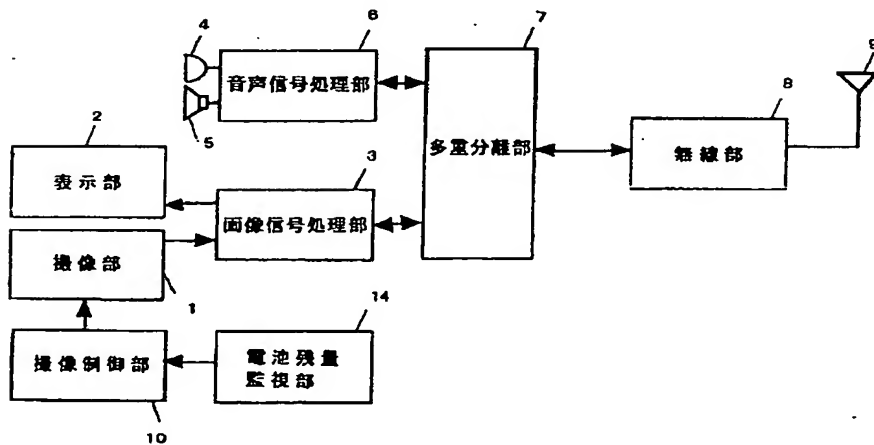 4
6
7
音声信号処理部
5
9
8
多重分離部
無線部
2
表示部
3
画像信号処理部
撮像部
1
14
撮像制御部
電池残量
監視部
10